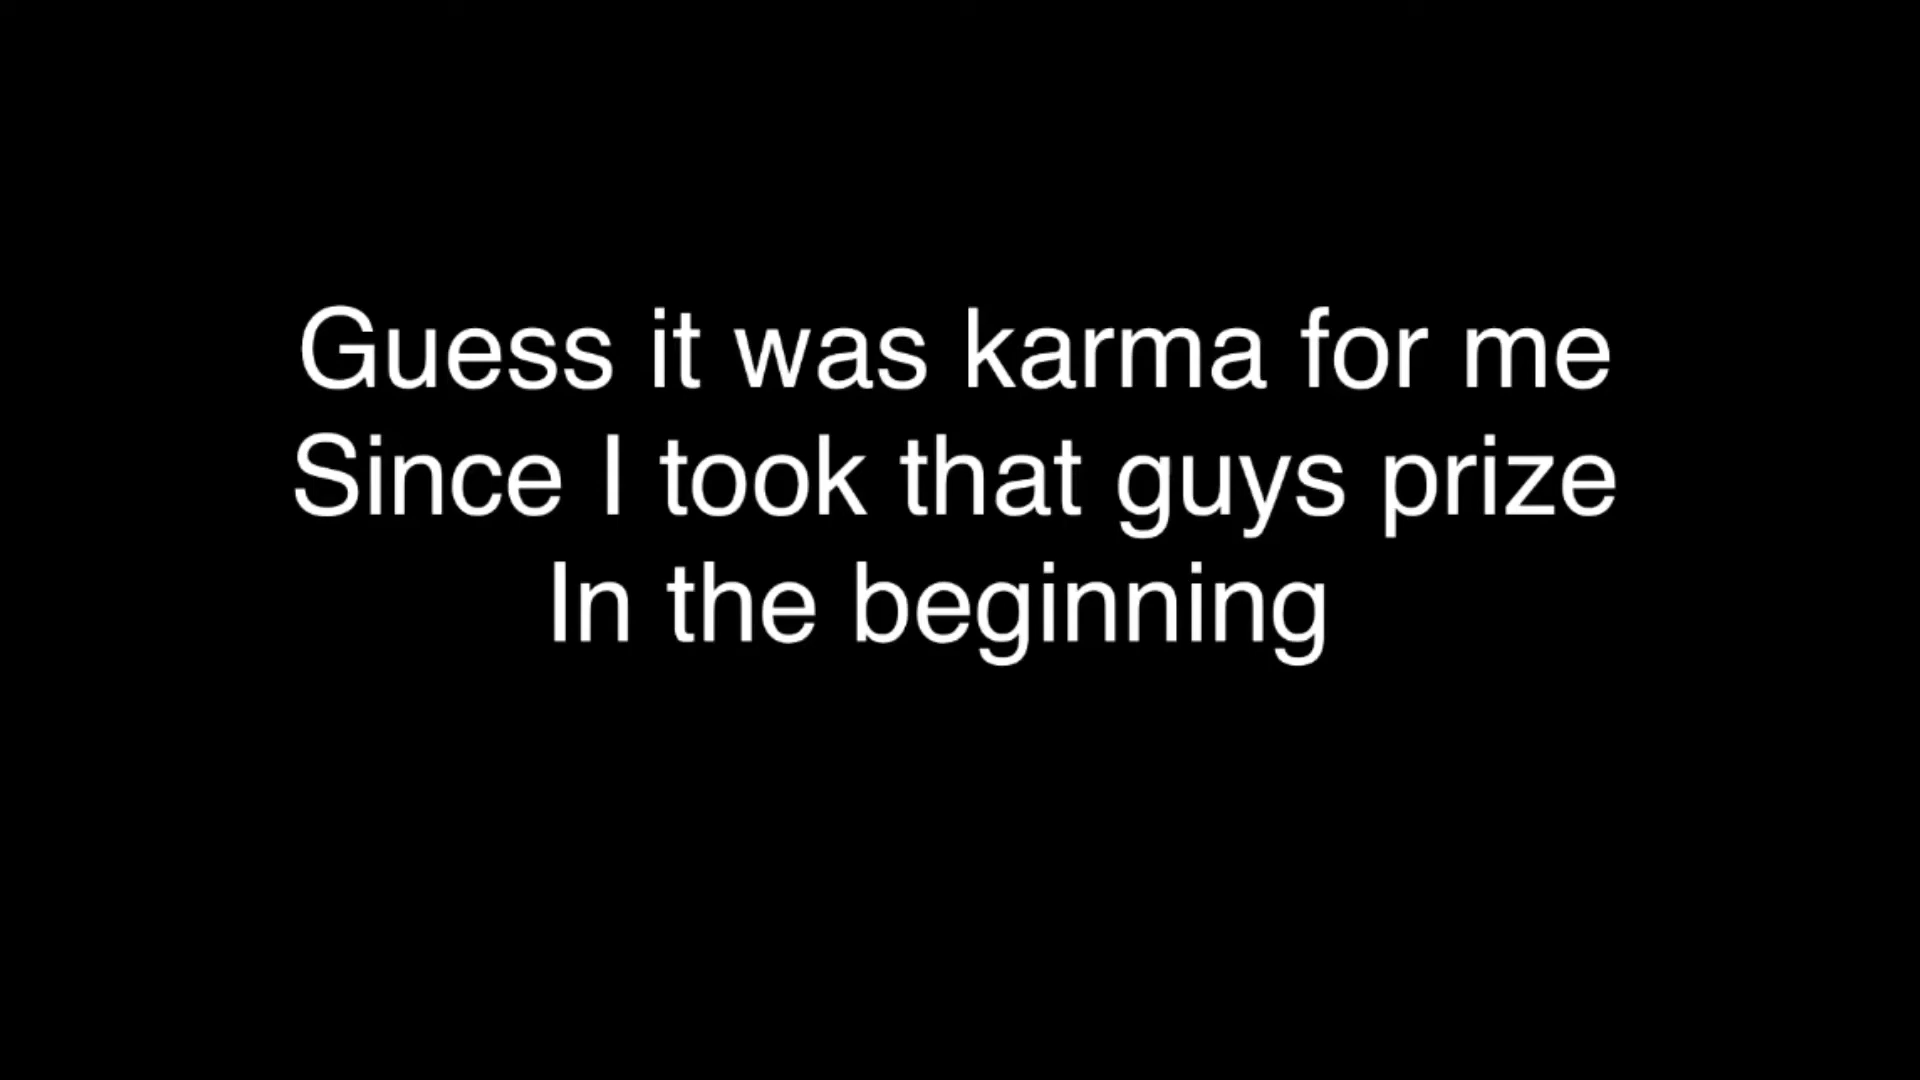 Guess it was karma for me
Since I took that guys prize
In the beginning